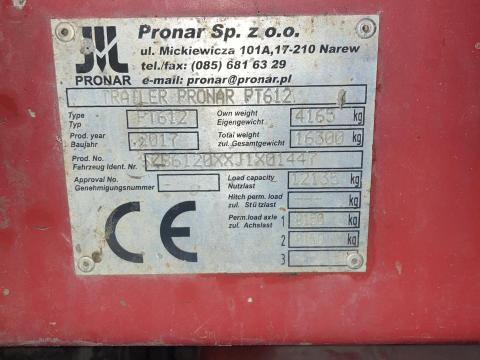 Pronar Sp. z o.o.
ul. Mickiewicza 101A,17-210 Narew
tel./fax: (085) 681 63 29
e-mail: pronar@pronar.pl
PRONAR
TRAILER PRONAR PT612
Type
Typ
PT612
Own weight
Eigengewicht
4165 kg
Prod. year
Baujahr
2017
Total weight
zul. Gesamtgewicht
16300 kg
Prod. No.
Fahrzeug Ident. Nr.
Approval No.
Genehmigungsnummer
Load capacity
Nutzlast
12135 kg
Hitch perm. load
zul. Stützlast
kg
Perm.load axle
zul. Achslast
1
kg
2
kg
3
CE